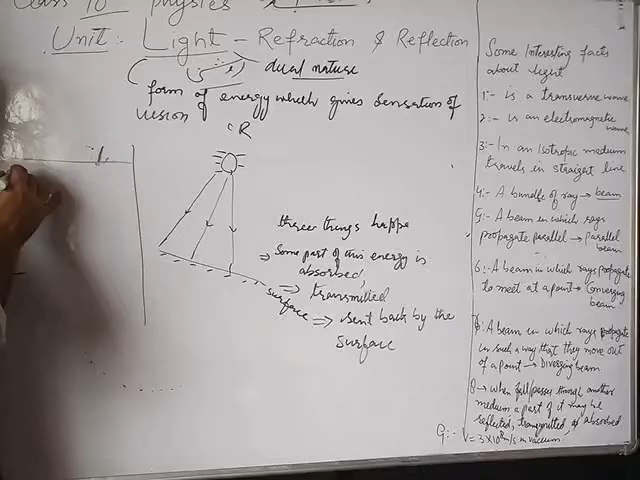 Class 10 Physics
Unit: Light - Refraction & Reflection
dual nature
form of energy which gives sensation of
vision
three things happe
⇒ Some part of this energy is
absorbed,
⇒ transmitted
surface ⇒ sent back by the
surface
Some Interesting facts
about light
1:- is a transverse wave
2:- is an electromagnetic
wave
3:- In an Isotropic medium
travels in straight line
4:- A bundle of ray → beam
5:- A beam in which rays
propagate parallel → parallel
beam
6:- A beam in which rays propagate
to meet at a point → Converging
beam
7:- A beam in which rays propagate
in such a way that they move out
of a point → Diverging beam
8 → when fall/passes through another
medium a part of it may be
reflected, transmitted, or absorbed
9:- V = 3×10⁸m/s in vacuum,